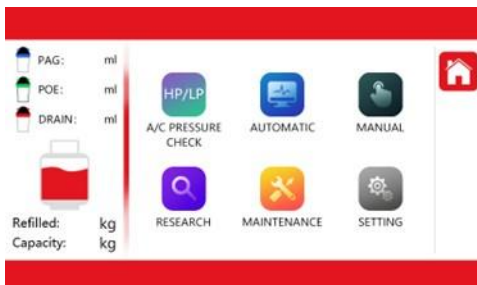 PAG: ml
POE: ml
DRAIN: ml
Refilled: kg
Capacity: kg
HP/LP
A/C PRESSURE
CHECK
AUTOMATIC
MANUAL
RESEARCH
MAINTENANCE
SETTING